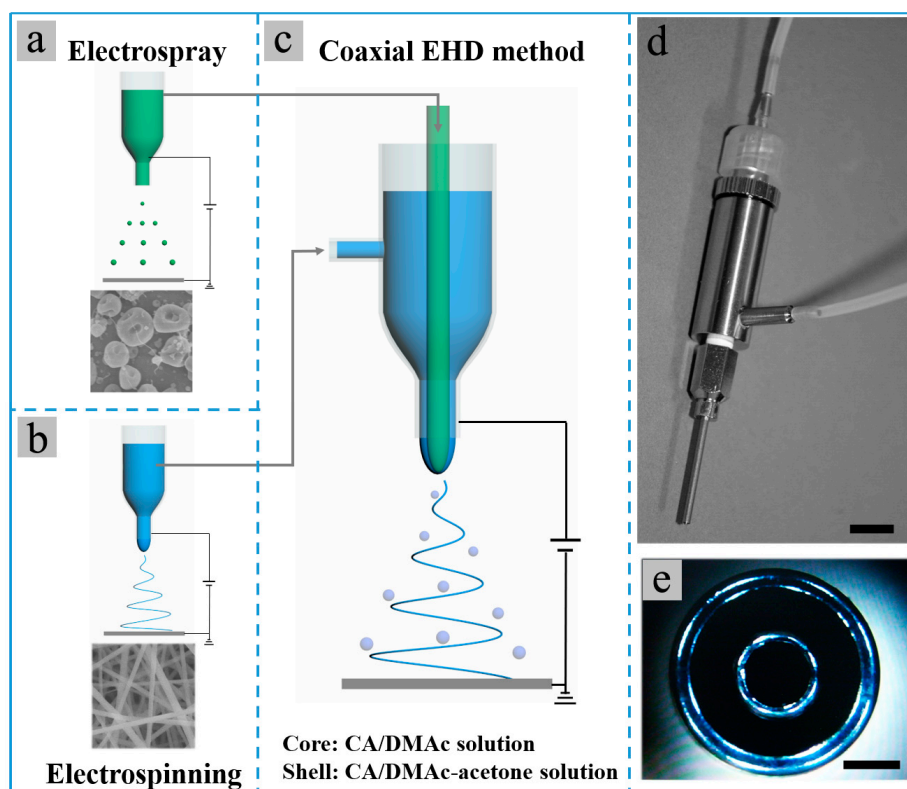 a
Electrospray
b
Electrospinning
c
Coaxial EHD method
Core: CA/DMAc solution
Shell: CA/DMAc-acetone solution
d
e